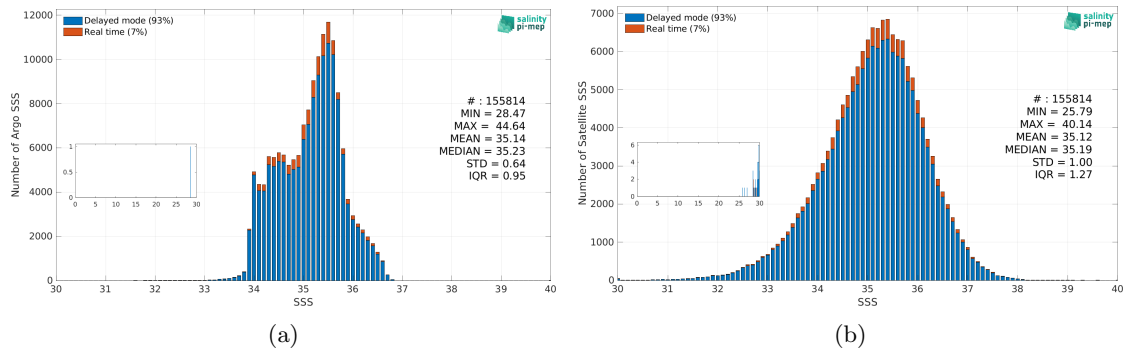 Delayed mode (93%)
Real time (7%)
salinity
pi-mep
Number of Argo SSS
12000
10000
8000
6000
4000
2000
0
# : 155814
MIN = 28.47
MAX = 44.64
MEAN = 35.14
MEDIAN = 35.23
STD = 0.64
IQR = 0.95
1
0.5
0
0 5 10 15 20 25 30
30 31 32 33 34 35 36 37 38 39 40
SSS
(a)
Delayed mode (93%)
Real time (7%)
salinity
pi-mep
Number of Satellite SSS
7000
6000
5000
4000
3000
2000
1000
0
# : 155814
MIN = 25.79
MAX = 40.14
MEAN = 35.12
MEDIAN = 35.19
STD = 1.00
IQR = 1.27
6
4
2
0
0 5 10 15 20 25 30
30 31 32 33 34 35 36 37 38 39 40
SSS
(b)